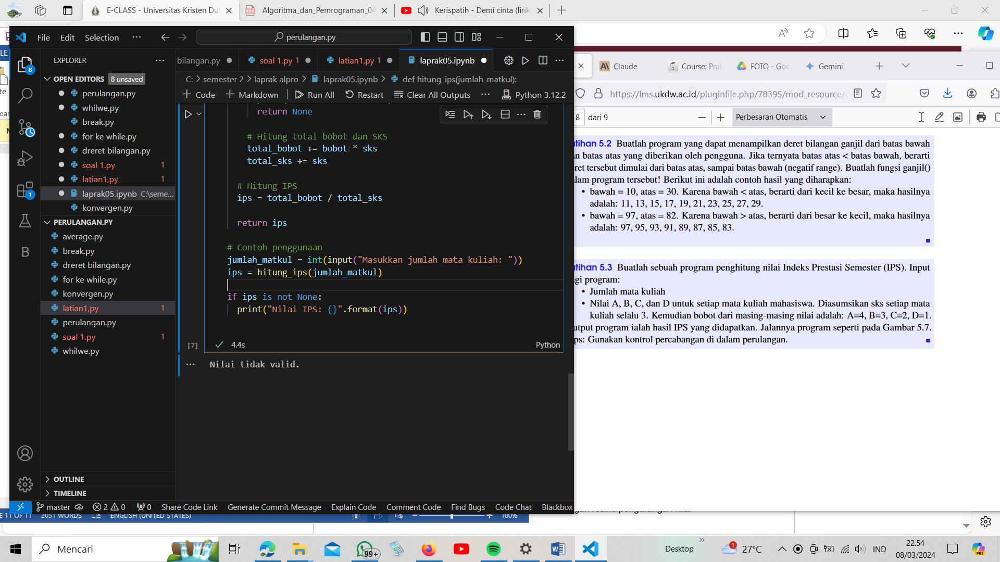 E-CLASS - Universitas Kristen Du
Algoritma_dan_Pemrograman_04
Kerispatih - Demi cinta (lirik
File Edit Selection ···
perulangan.py
EXPLORER
OPEN EDITORS 8 unsaved
perulangan.py
whilwe.py
break.py
for ke while.py
dreret bilangan.py
soal 1.py 1
latian1,py 1
laprak05.ipynb C:\seme...
konvergen.py
PERULANGAN.PY
average.py
break.py
dreret bilangan.py
for ke while.py
konvergen.py
latian1,py 1
perulangan.py
soal 1.py 1
whilwe.py
OUTLINE
TIMELINE
8
1
B
bilangan.py
soal 1.py 1
latian1,py 1
laprak05.ipynb
C: > semester 2 > laprak alpro > laprak05.ipynb > def hitung_ips(jumlah_matkul):
+ Code + Markdown Run All Restart Clear All Outputs ··· Python 3.12.2
return None
# Hitung total bobot dan SKS
total_bobot += bobot * sks
total_sks += sks
# Hitung IPS
ips = total_bobot / total_sks
return ips
# Contoh penggunaan
jumlah_matkul = int(input("Masukkan jumlah mata kuliah: "))
ips = hitung_ips(jumlah_matkul)
if ips is not None:
print("Nilai IPS: {}".format(ips))
[7] 4.4s Python
Nilai tidak valid.
master 2 0 0 Share Code Link Generate Commit Message Explain Code Comment Code Find Bugs Code Chat Blackbox
E 11 OF 11 2051 WORDS ENGLISH (UNITED STATES) 100%
Claude
Course: Prak
FOTO - Goo
Gemini
https://lms.ukdw.ac.id/pluginfile.php/78395/mod_resource/
8 dari 9
Perbesaran Otomatis
tihan 5.2 Buatlah program yang dapat menampilkan deret bilangan ganjil dari batas bawah
n batas atas yang diberikan oleh pengguna. Jika ternyata batas atas < batas bawah, berarti
ret tersebut dimulai dari batas atas, sampai batas bawah (negatif range). Buatlah fungsi ganjil()
lam program tersebut! Berikut ini adalah contoh hasil yang diharapkan:
• bawah = 10, atas = 30. Karena bawah < atas, berarti dari kecil ke besar, maka hasilnya
adalah: 11, 13, 15, 17, 19, 21, 23, 25, 27, 29.
• bawah = 97, atas = 82. Karena bawah > atas, berarti dari besar ke kecil, maka hasilnya
adalah: 97, 95, 93, 91, 89, 87, 85, 83.
tihan 5.3 Buatlah sebuah program penghitung nilai Indeks Prestasi Semester (IPS). Input
gi program:
• Jumlah mata kuliah
• Nilai A, B, C, dan D untuk setiap mata kuliah mahasiswa. Diasumsikan sks setiap mata
kuliah selalu 3. Kemudian bobot dari masing-masing nilai adalah: A=4, B=3, C=2, D=1.
utput program ialah hasil IPS yang didapatkan. Jalannya program seperti pada Gambar 5.7.
ps: Gunakan kontrol percabangan di dalam perulangan.
Mencari
99+
Desktop
1
27°C
IND
22.54
08/03/2024
PRE